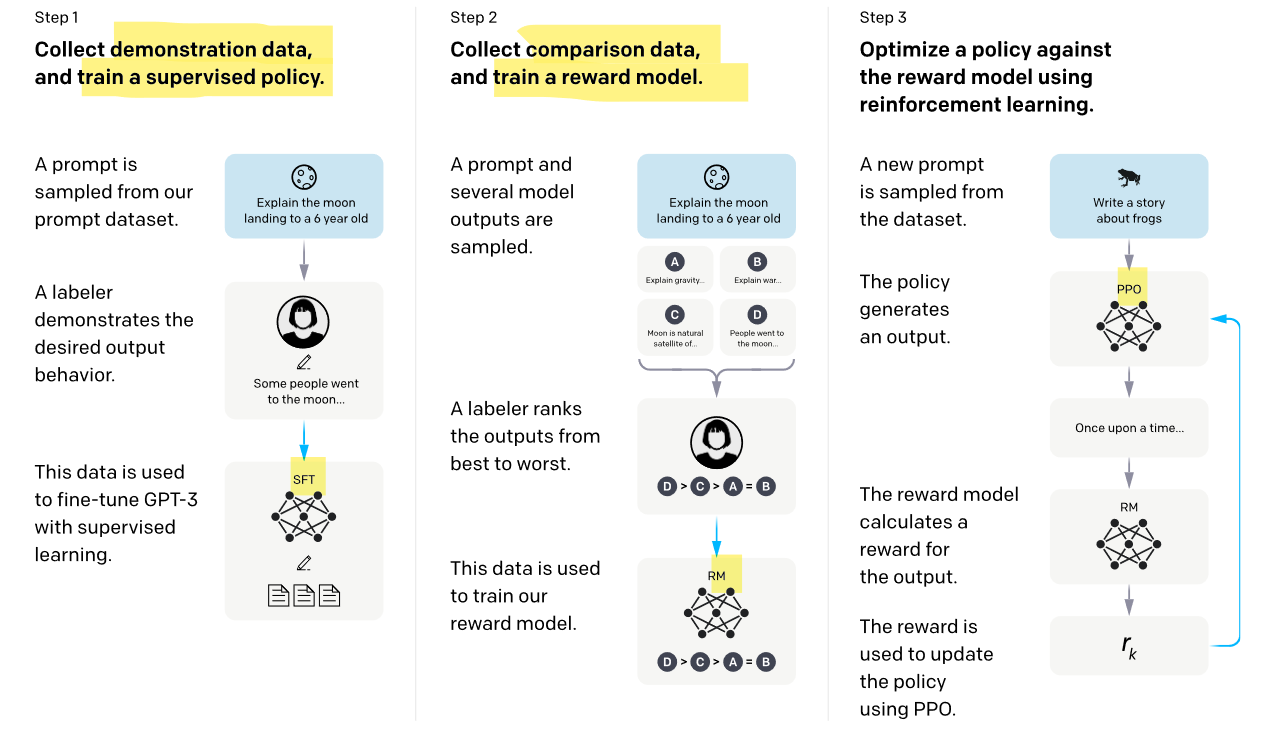 Step 1
Collect demonstration data,
and train a supervised policy.
A prompt is
sampled from our
prompt dataset.
Explain the moon
landing to a 6 year old
A labeler
demonstrates the
desired output
behavior.
Some people went
to the moon...
This data is used
to fine-tune GPT-3
with supervised
learning.
SFT
Step 2
Collect comparison data,
and train a reward model.
A prompt and
several model
outputs are
sampled.
Explain the moon
landing to a 6 year old
A
Explain gravity...
B
Explain war...
C
Moon is natural
satellite of...
D
People went to
the moon...
A labeler ranks
the outputs from
best to worst.
D > C > A = B
This data is used
to train our
reward model.
RM
D > C > A = B
Step 3
Optimize a policy against
the reward model using
reinforcement learning.
A new prompt
is sampled from
the dataset.
Write a story
about frogs
The policy
generates
an output.
PPO
Once upon a time...
The reward model
calculates a
reward for
the output.
RM
The reward is
used to update
the policy
using PPO.
rk